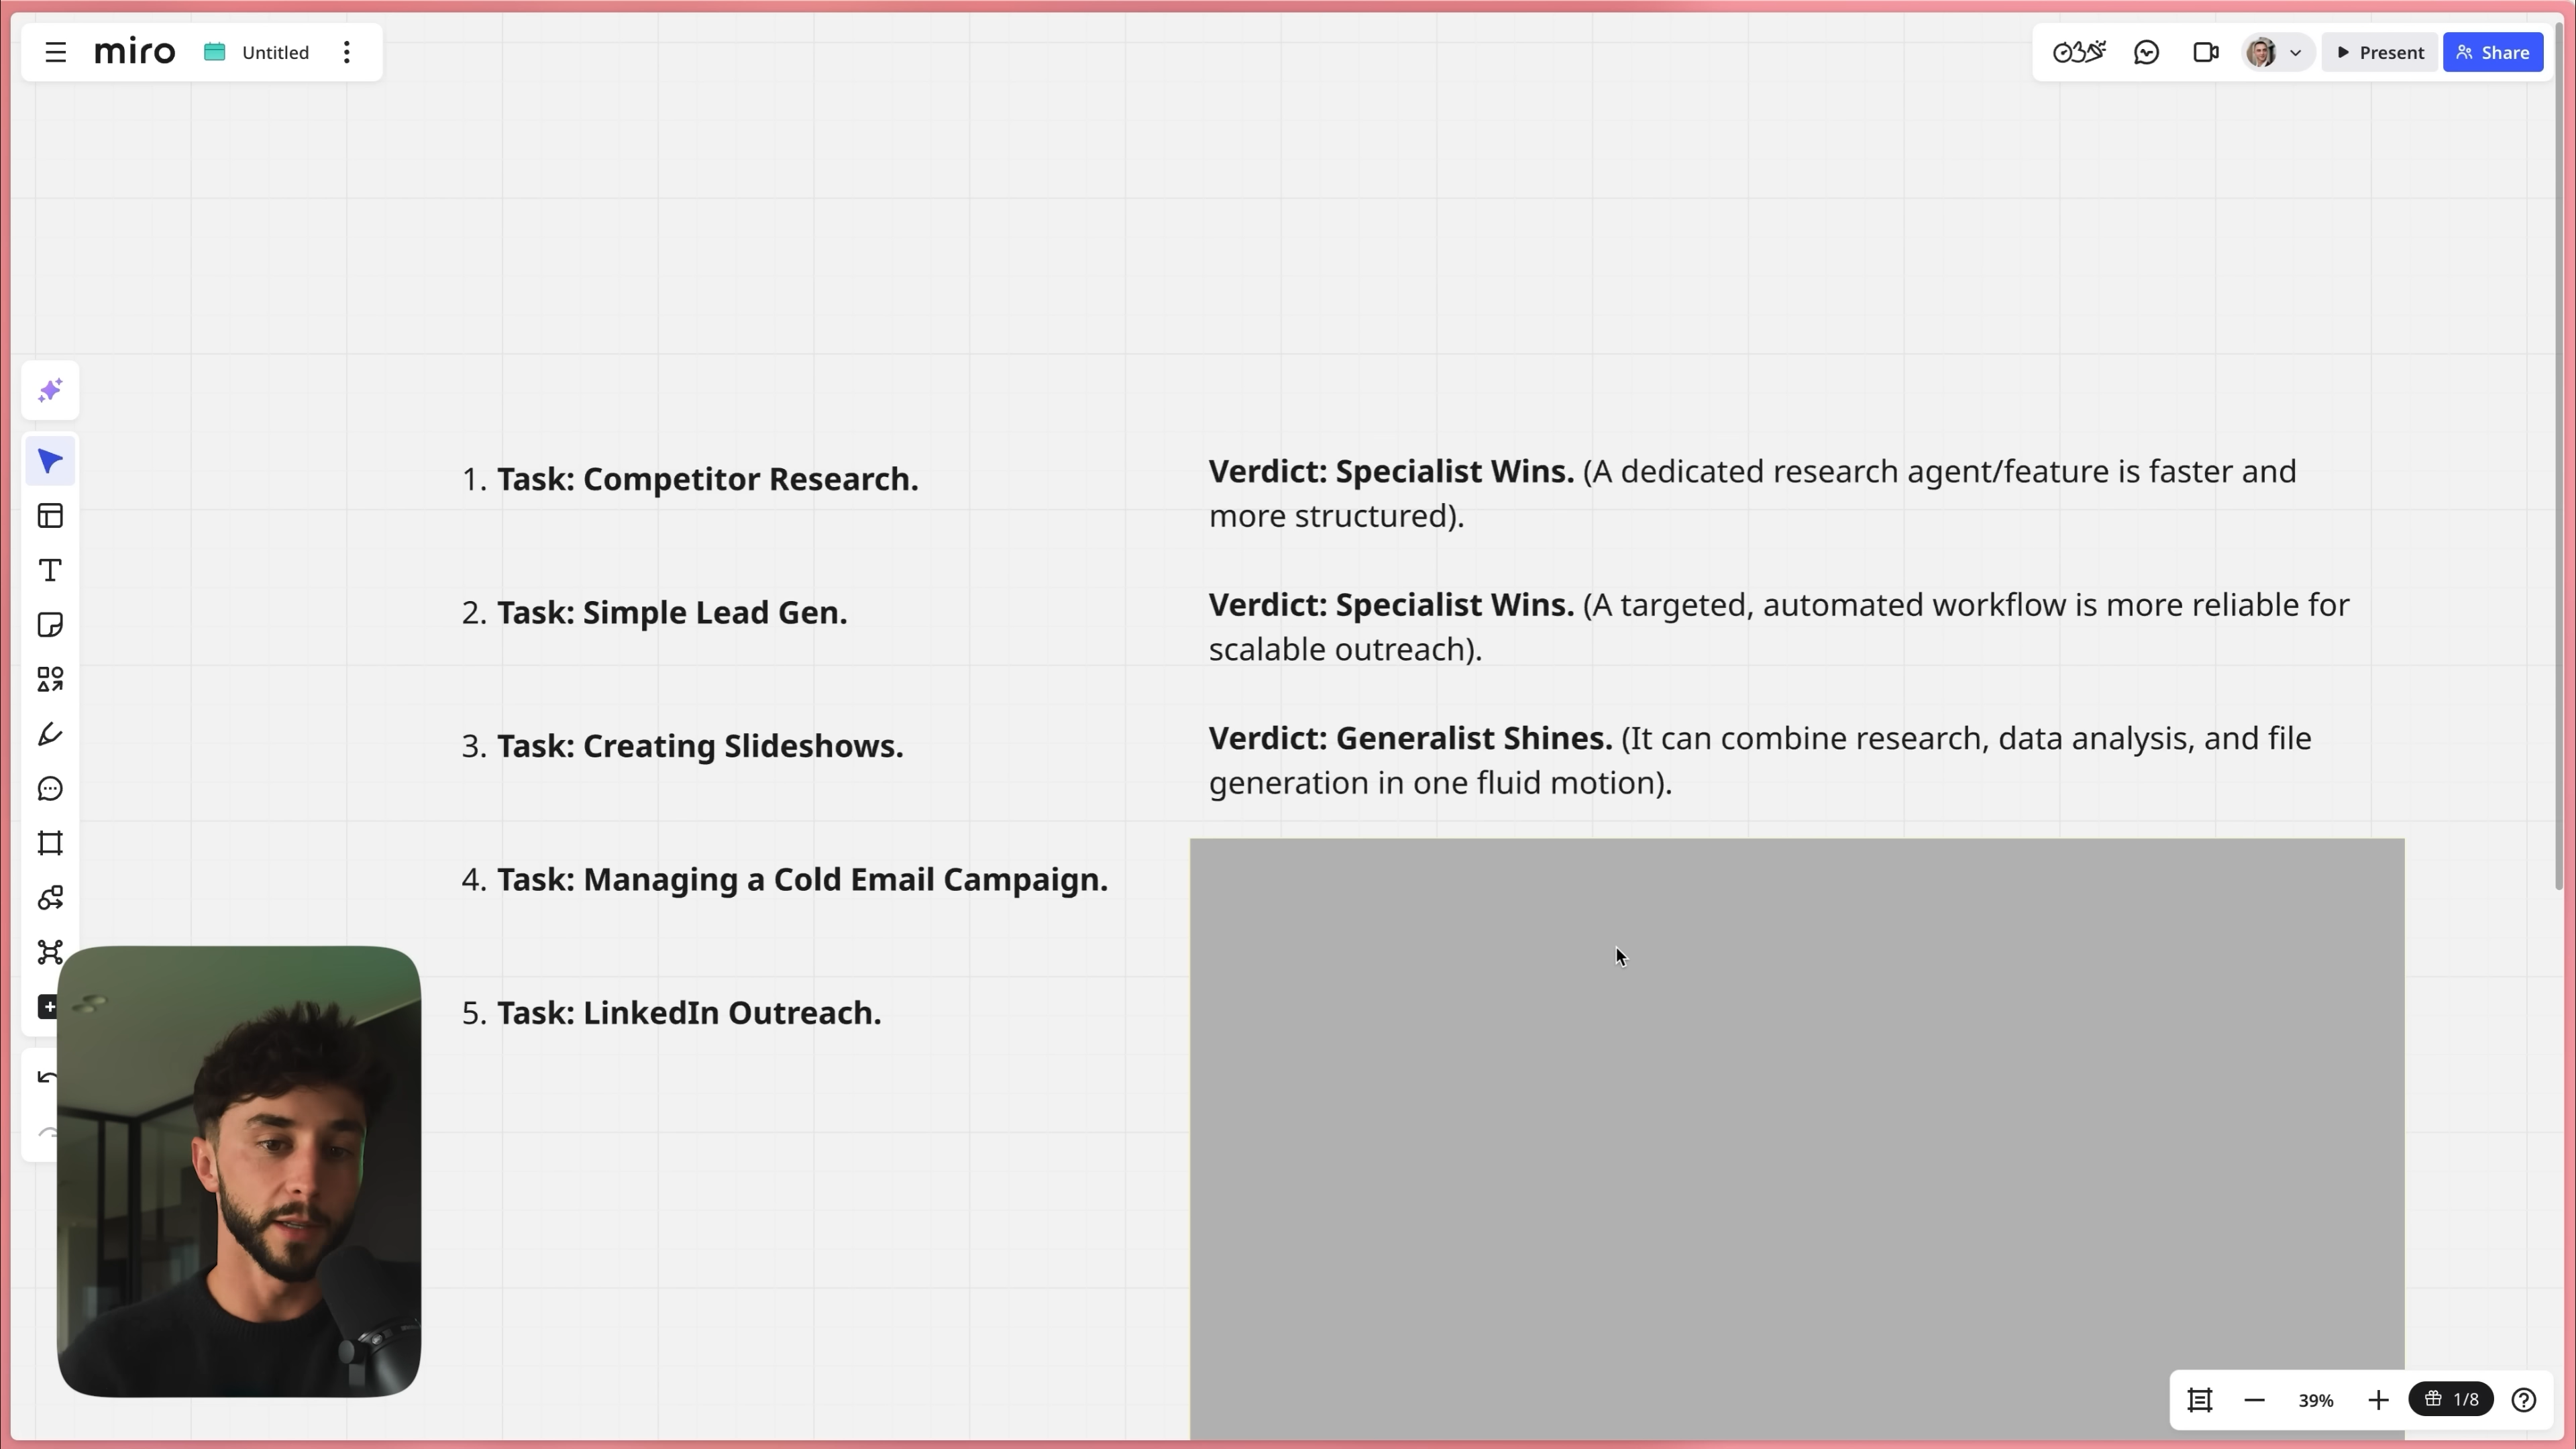 miro Untitled
Present Share
1. Task: Competitor Research.
Verdict: Specialist Wins. (A dedicated research agent/feature is faster and
more structured).
2. Task: Simple Lead Gen.
Verdict: Specialist Wins. (A targeted, automated workflow is more reliable for
scalable outreach).
3. Task: Creating Slideshows.
Verdict: Generalist Shines. (It can combine research, data analysis, and file
generation in one fluid motion).
4. Task: Managing a Cold Email Campaign.
5. Task: LinkedIn Outreach.
39% 1/8